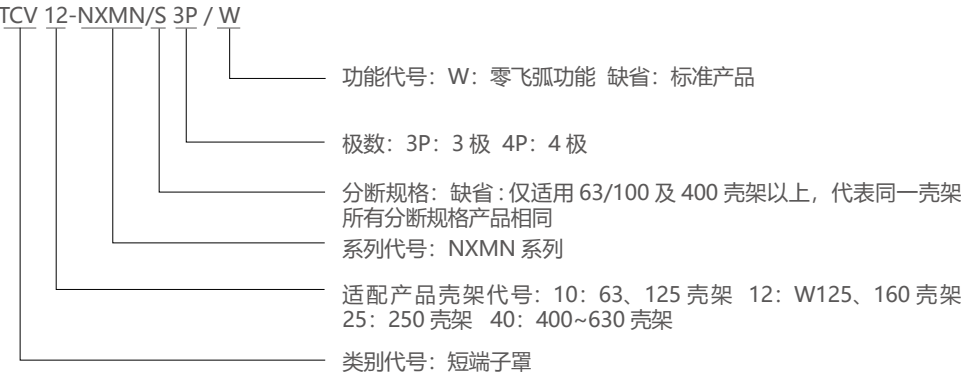 TCV 12-NXMN/S 3P / W
功能代号：W：零飞弧功能 缺省：标准产品
极数：3P：3 极 4P：4 极
分断规格：缺省 : 仅适用 63/100 及 400 壳架以上，代表同一壳架
所有分断规格产品相同
系列代号：NXMN 系列
适配产品壳架代号：10：63、125 壳架 12：W125、160 壳架
25：250 壳架 40：400~630 壳架
类别代号：短端子罩